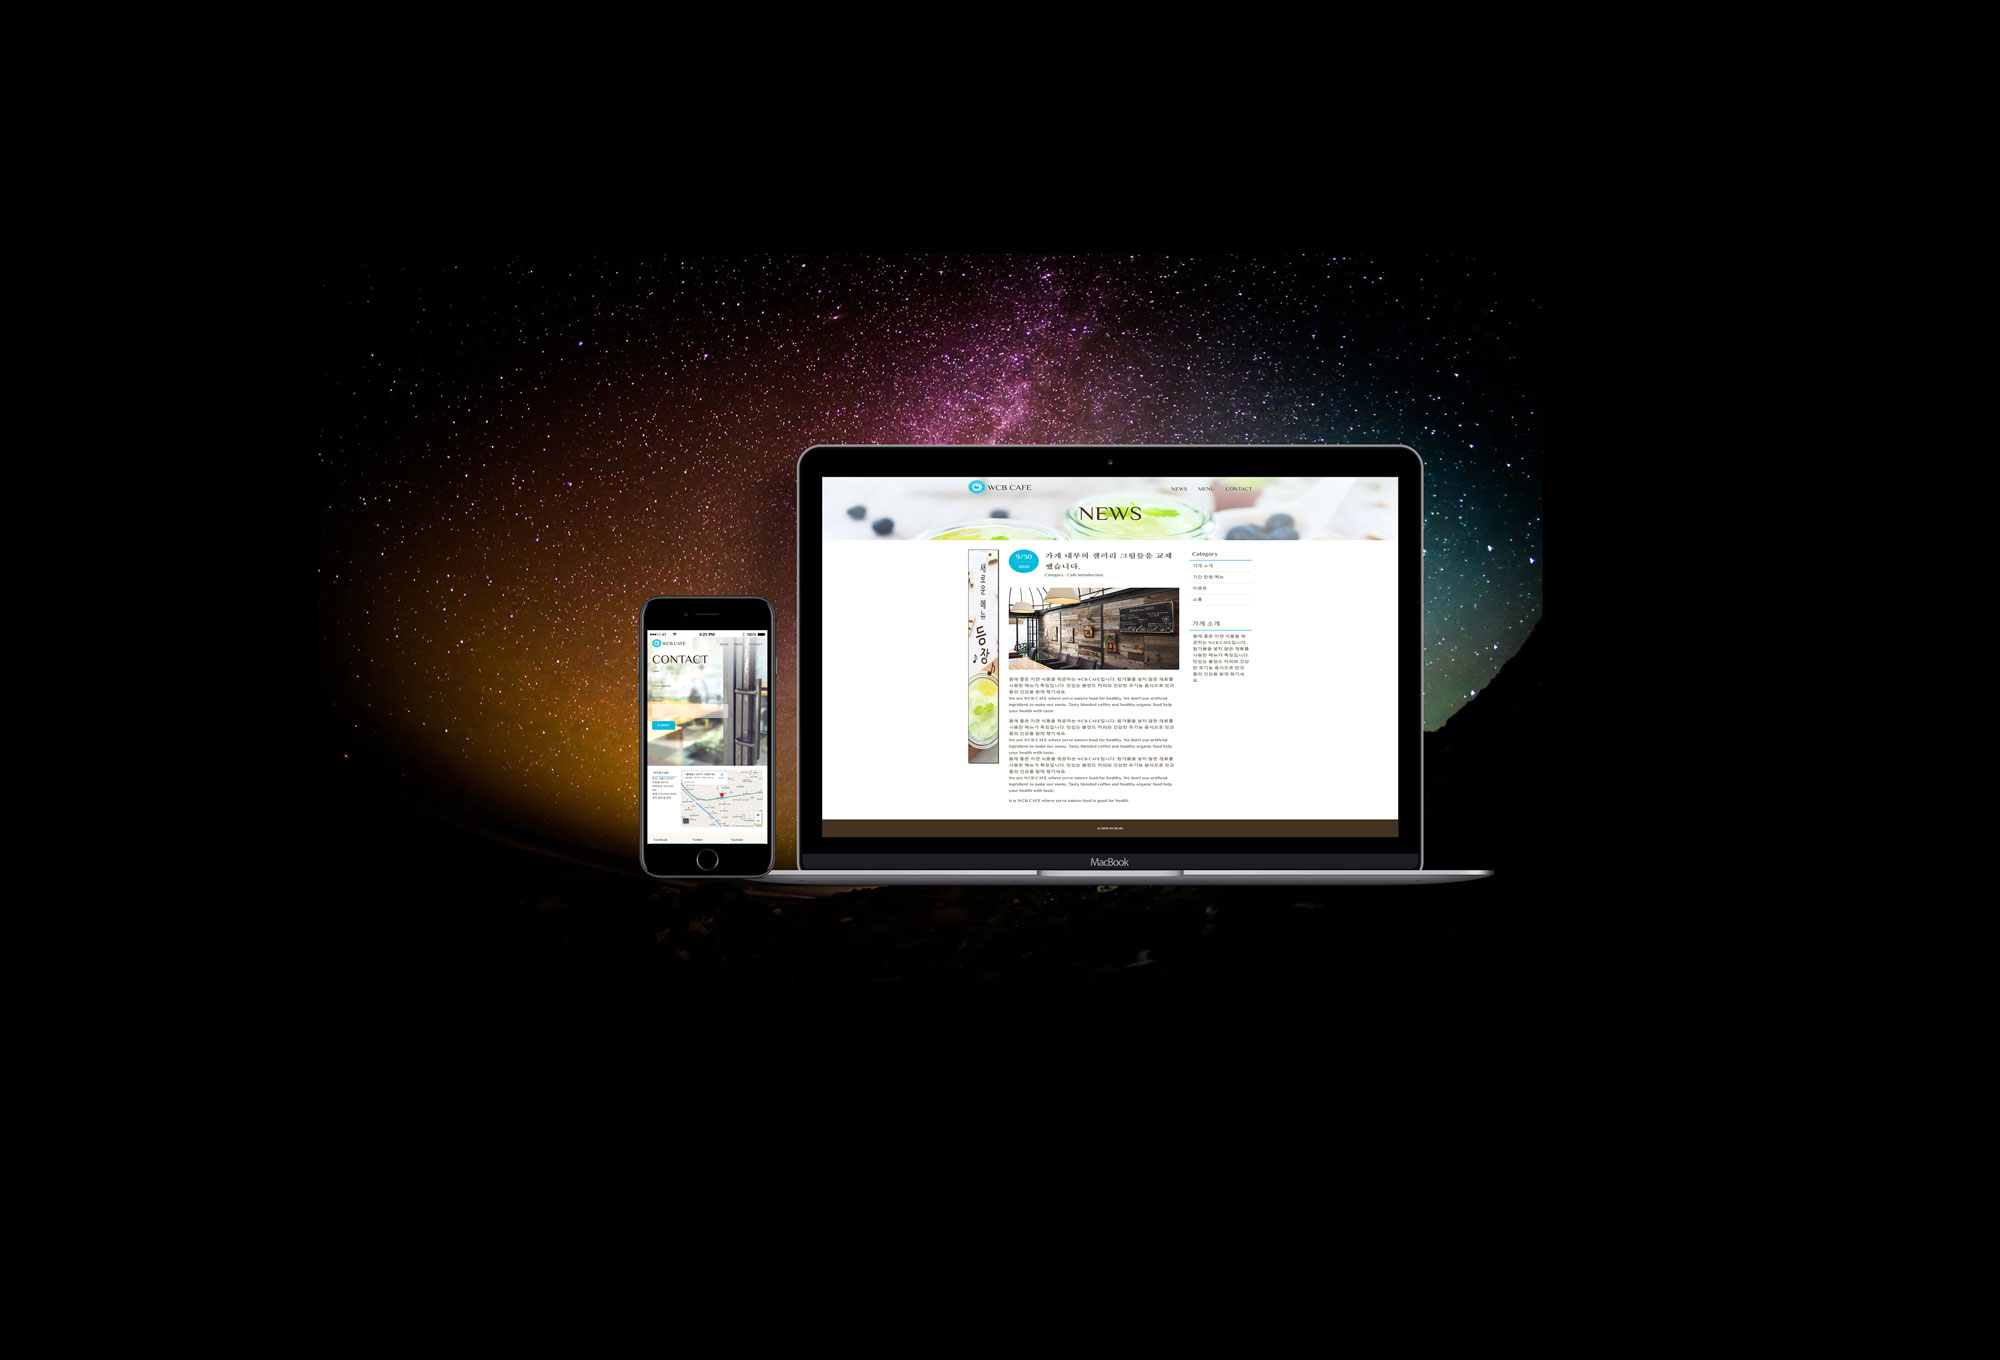 WCB CAFE
NEWS MENU CONTACT
NEWS
새로운 메뉴 등장
9/30
2020
가게 내부의 갤러리 그림들을 교체
했습니다.
Category : Cafe introduction
몸에 좋은 자연 식품을 제공하는 WCB CAFE입니다. 첨가물을 넣지 않은 재료를
사용한 메뉴가 특징입니다. 맛있는 블렌드 커피와 건강한 유기농 음식으로 맛과
몸의 건강을 함께 챙기세요.
We are WCB CAFE where serve nature food for healthy. We don't use artificial
ingridient to make our menu. Tasty blended coffee and healthy organic food help
your health with taste.
몸에 좋은 자연 식품을 제공하는 WCB CAFE입니다. 첨가물을 넣지 않은 재료를
사용한 메뉴가 특징입니다. 맛있는 블렌드 커피와 건강한 유기농 음식으로 맛과
몸의 건강을 함께 챙기세요.
We are WCB CAFE where serve nature food for healthy. We don't use artificial
ingridient to make our menu. Tasty blended coffee and healthy organic food help
your health with taste.
몸에 좋은 자연 식품을 제공하는 WCB CAFE입니다. 첨가물을 넣지 않은 재료를
사용한 메뉴가 특징입니다. 맛있는 블렌드 커피와 건강한 유기농 음식으로 맛과
몸의 건강을 함께 챙기세요.
We are WCB CAFE where serve nature food for healthy. We don't use artificial
ingridient to make our menu. Tasty blended coffee and healthy organic food help
your health with taste.
it is WCB CAFE where serve nature food is good for health.
Category
가게 소개
기간 한정 메뉴
이벤트
소통
가게 소개
몸에 좋은 자연 식품을 제
공하는 WCB CAFE입니다.
첨가물을 넣지 않은 재료를
사용한 메뉴가 특징입니다.
맛있는 블렌드 커피와 건강
한 유기농 음식으로 맛과
몸의 건강을 함께 챙기세
요.
© 2020 WCBCafe
MacBook
4:21 PM 100%
WCB CAFE
CONTACT
WCB Cafe
Facebook Twitter Youtube